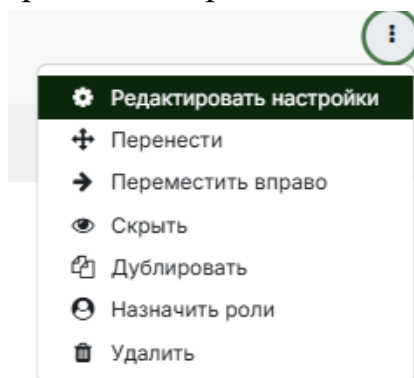 Редактировать настройки
Перенести
Переместить вправо
Скрыть
Дублировать
Назначить роли
Удалить